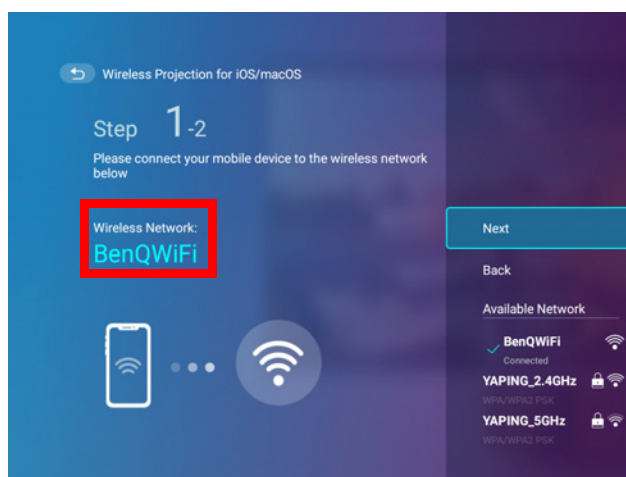 Wireless Projection for iOS/macOS
Step 1-2
Please connect your mobile device to the wireless network
below
Wireless Network:
BenQWiFi
Next
Back
Available Network
BenQWiFi
Connected
YAPING_2.4GHz
WPA/WPA2 PSK
YAPING_5GHz
WPA/WPA2 PSK